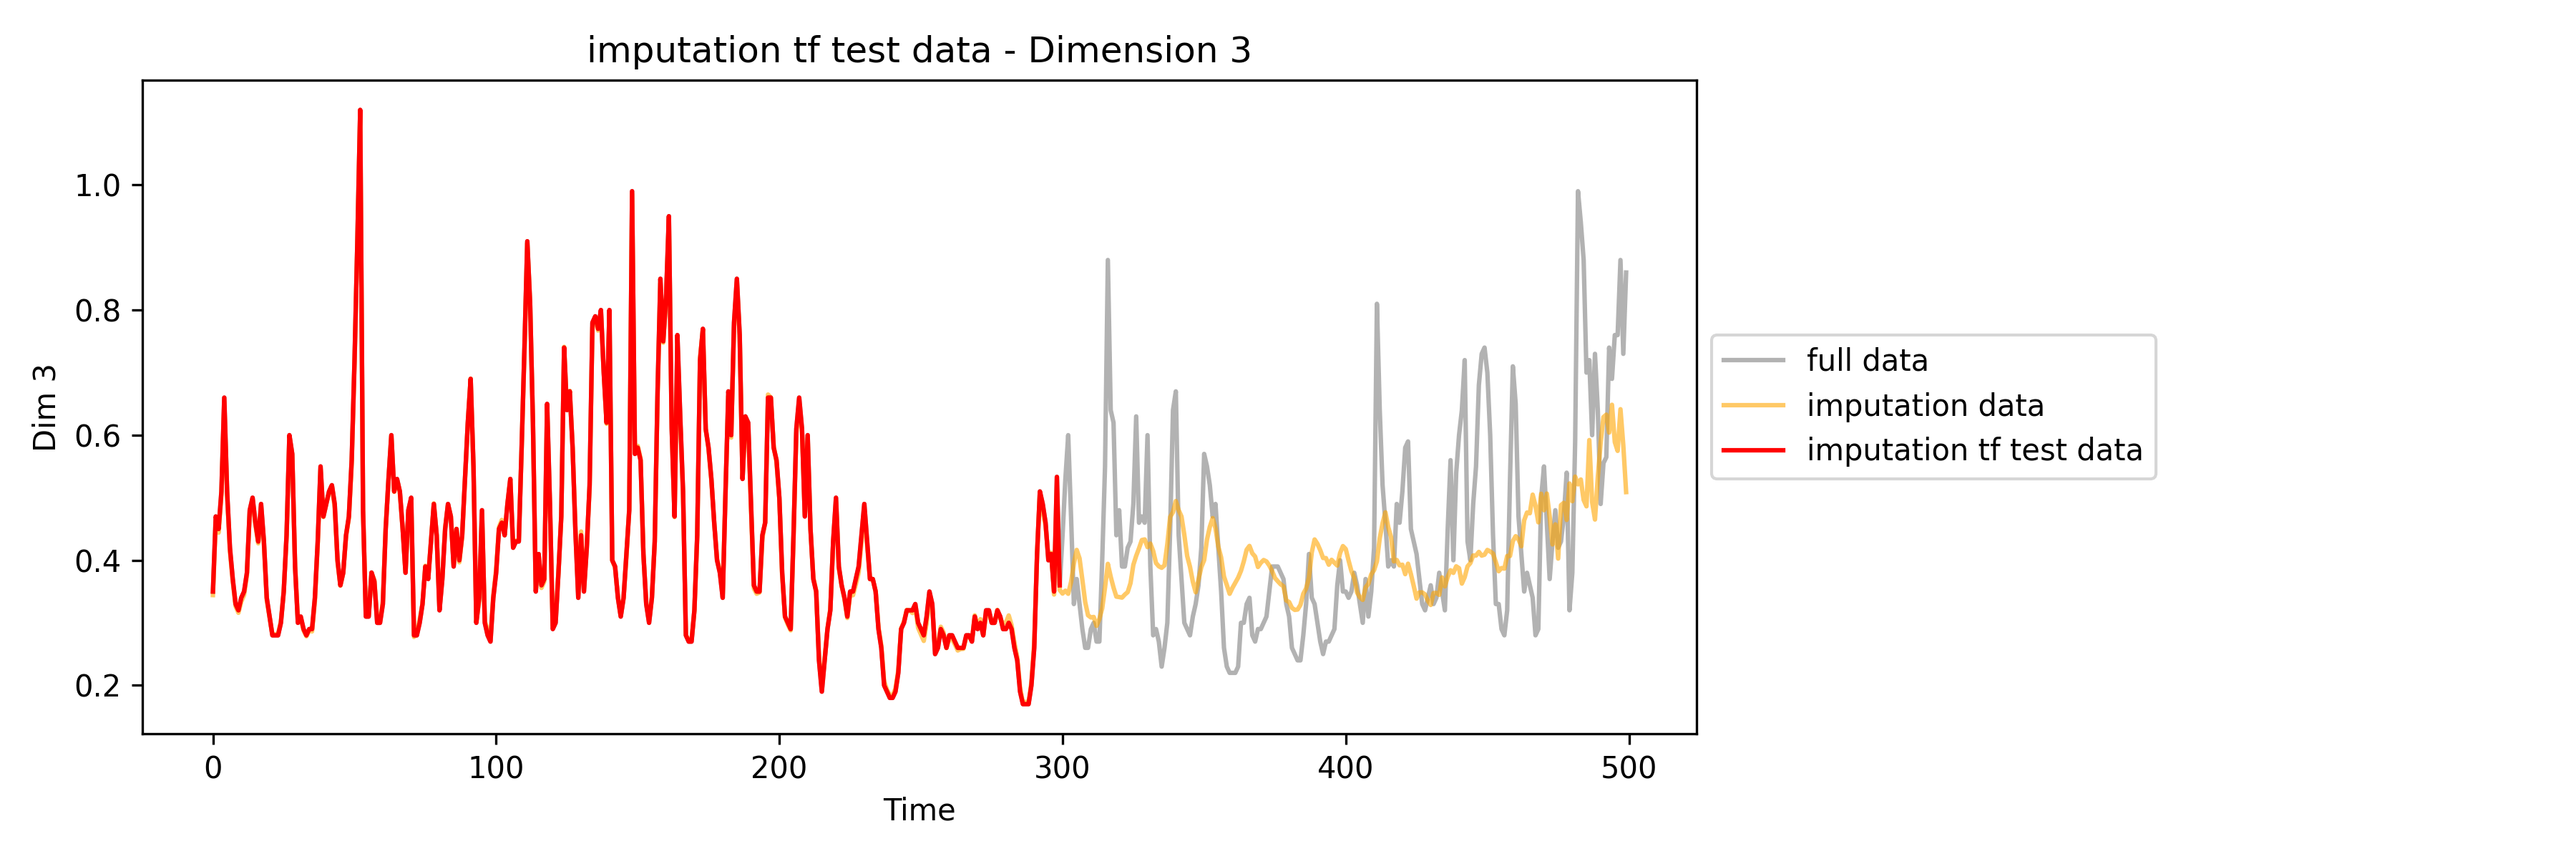 imputation tf test data - Dimension 3
1.0
0.8
0.6
0.4
0.2
Dim 3
0 100 200 300 400 500
Time
full data
imputation data
imputation tf test data